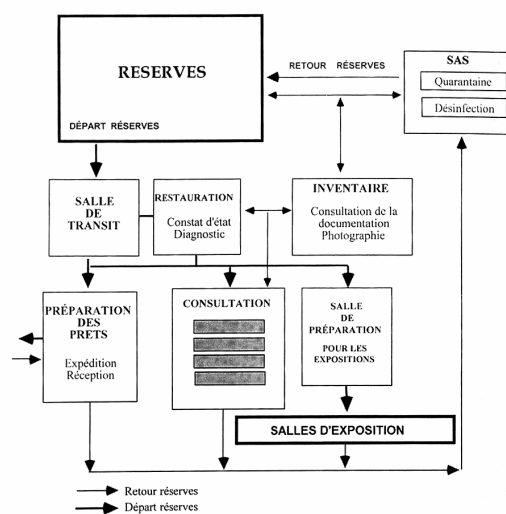 RESERVES
DÉPART RÉSERVES
RETOUR RÉSERVES
SAS
Quarantaine
Désinfection
SALLE
DE
TRANSIT
RESTAURATION
Constat d'état
Diagnostic
INVENTAIRE
Consultation de la
documentation
Photographie
PRÉPARATION
DES
PRETS
Expédition
Réception
CONSULTATION
SALLE
DE
PRÉPARATION
POUR LES
EXPOSITIONS
SALLES D'EXPOSITION
Retour réserves
Départ réserves